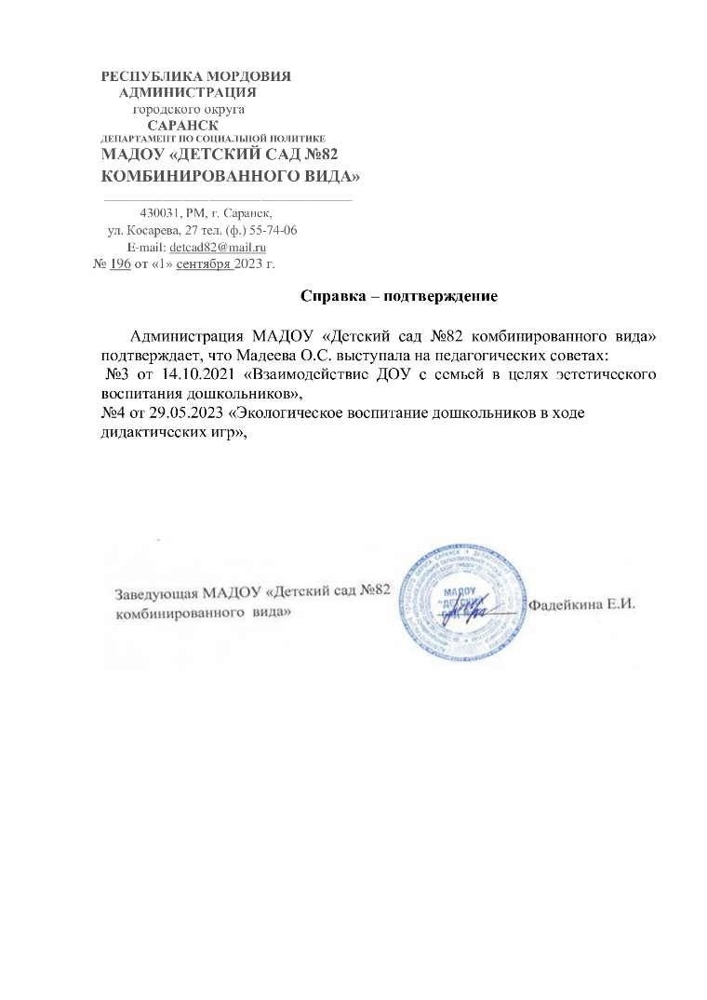 РЕСПУБЛИКА МОРДОВИЯ
АДМИНИСТРАЦИЯ
городского округа
САРАНСК
ДЕПАРТАМЕНТ ПО СОЦИАЛЬНОЙ ПОЛИТИКЕ
МАДОУ «ДЕТСКИЙ САД №82
КОМБИНИРОВАННОГО ВИДА»
430031, РМ, г. Саранск,
ул. Косарева, 27 тел. (ф.) 55-74-06
E-mail: detcad82@mail.ru
№ 196 от «1» сентября 2023 г.
Справка – подтверждение
Администрация МАДОУ «Детский сад №82 комбинированного вида»
подтверждает, что Мадеева О.С. выступала на педагогических советах:
№3 от 14.10.2021 «Взаимодействие ДОУ с семьей в целях эстетического
воспитания дошкольников»,
№4 от 29.05.2023 «Экологическое воспитание дошкольников в ходе
дидактических игр»,
Заведующая МАДОУ «Детский сад №82
комбинированного вида»
МАДОУ
"ДЕТСКИЙ
Фадейкина Е.И.